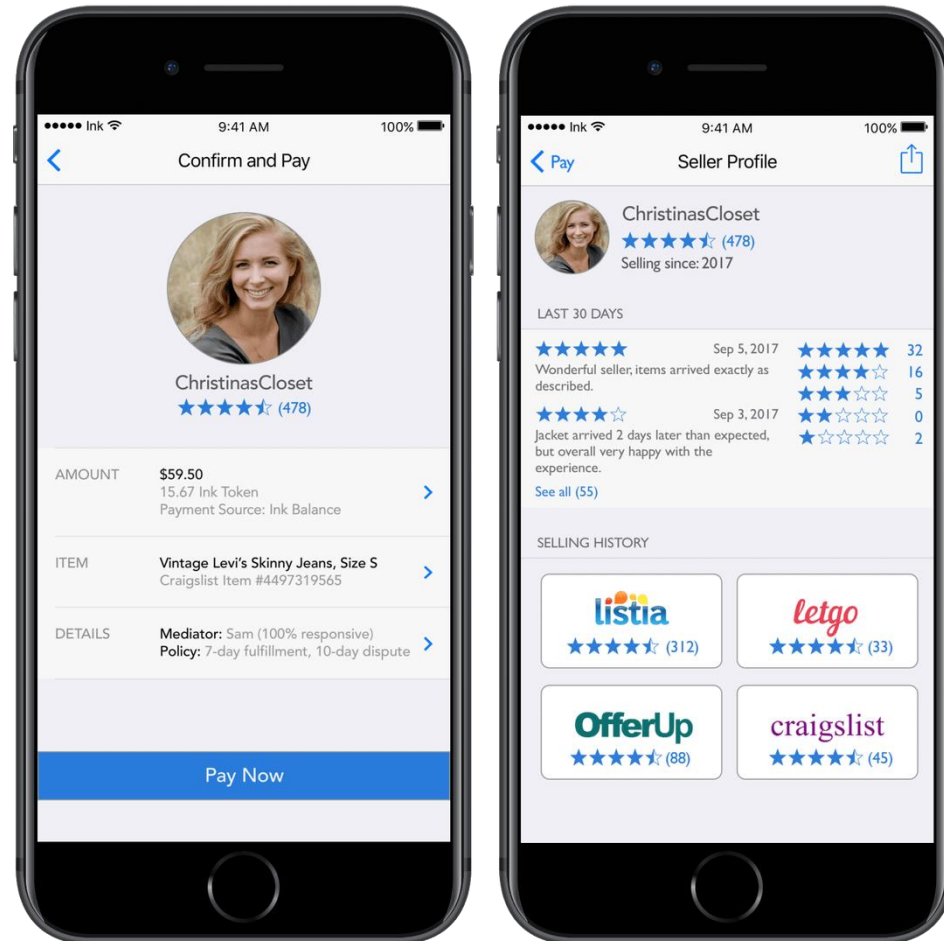 Ink 9:41 AM 100%
Confirm and Pay
ChristinasCloset
(478)
AMOUNT $59.50
15.67 Ink Token
Payment Source: Ink Balance
ITEM Vintage Levi's Skinny Jeans, Size S
Craigslist Item #4497319565
DETAILS Mediator: Sam (100% responsive)
Policy: 7-day fulfillment, 10-day dispute
Pay Now
Ink 9:41 AM 100%
Pay Seller Profile
ChristinasCloset
(478)
Selling since: 2017
LAST 30 DAYS
Sep 5, 2017
Wonderful seller, items arrived exactly as
described.
Sep 3, 2017
Jacket arrived 2 days later than expected,
but overall very happy with the
experience.
See all (55)
32
16
5
0
2
SELLING HISTORY
listia
(312)
letgo
(33)
OfferUp
(88)
craigslist
(45)